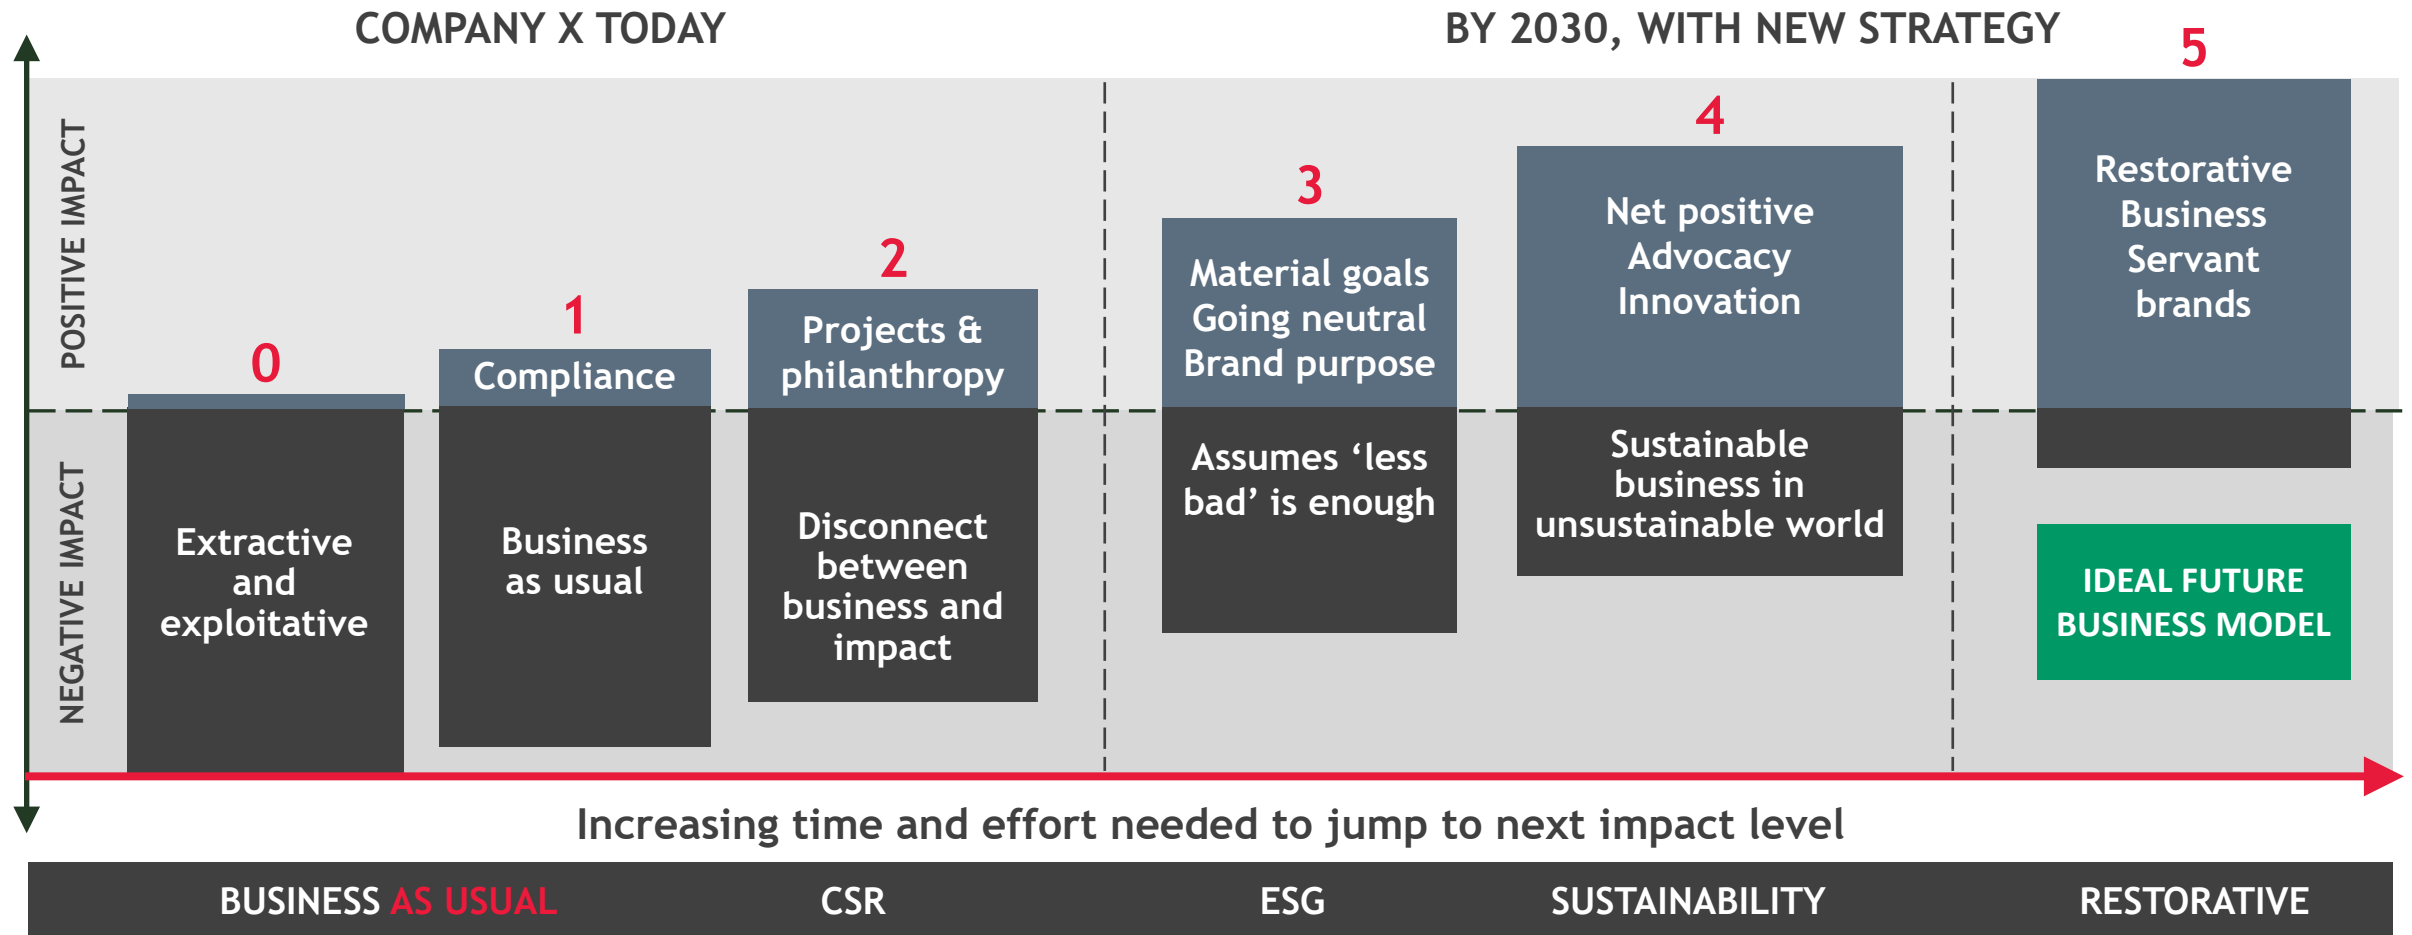 COMPANY X TODAY
BY 2030, WITH NEW STRATEGY
POSITIVE IMPACT
NEGATIVE IMPACT
0
Extractive
and
exploitative
1
Compliance
Business
as usual
2
Projects &
philanthropy
Disconnect
between
business and
impact
3
Material goals
Going neutral
Brand purpose
Assumes ‘less
bad’ is enough
4
Net positive
Advocacy
Innovation
Sustainable
business in
unsustainable world
5
Restorative
Business
Servant
brands
IDEAL FUTURE
BUSINESS MODEL
Increasing time and effort needed to jump to next impact level
BUSINESS AS USUAL
CSR
ESG
SUSTAINABILITY
RESTORATIVE